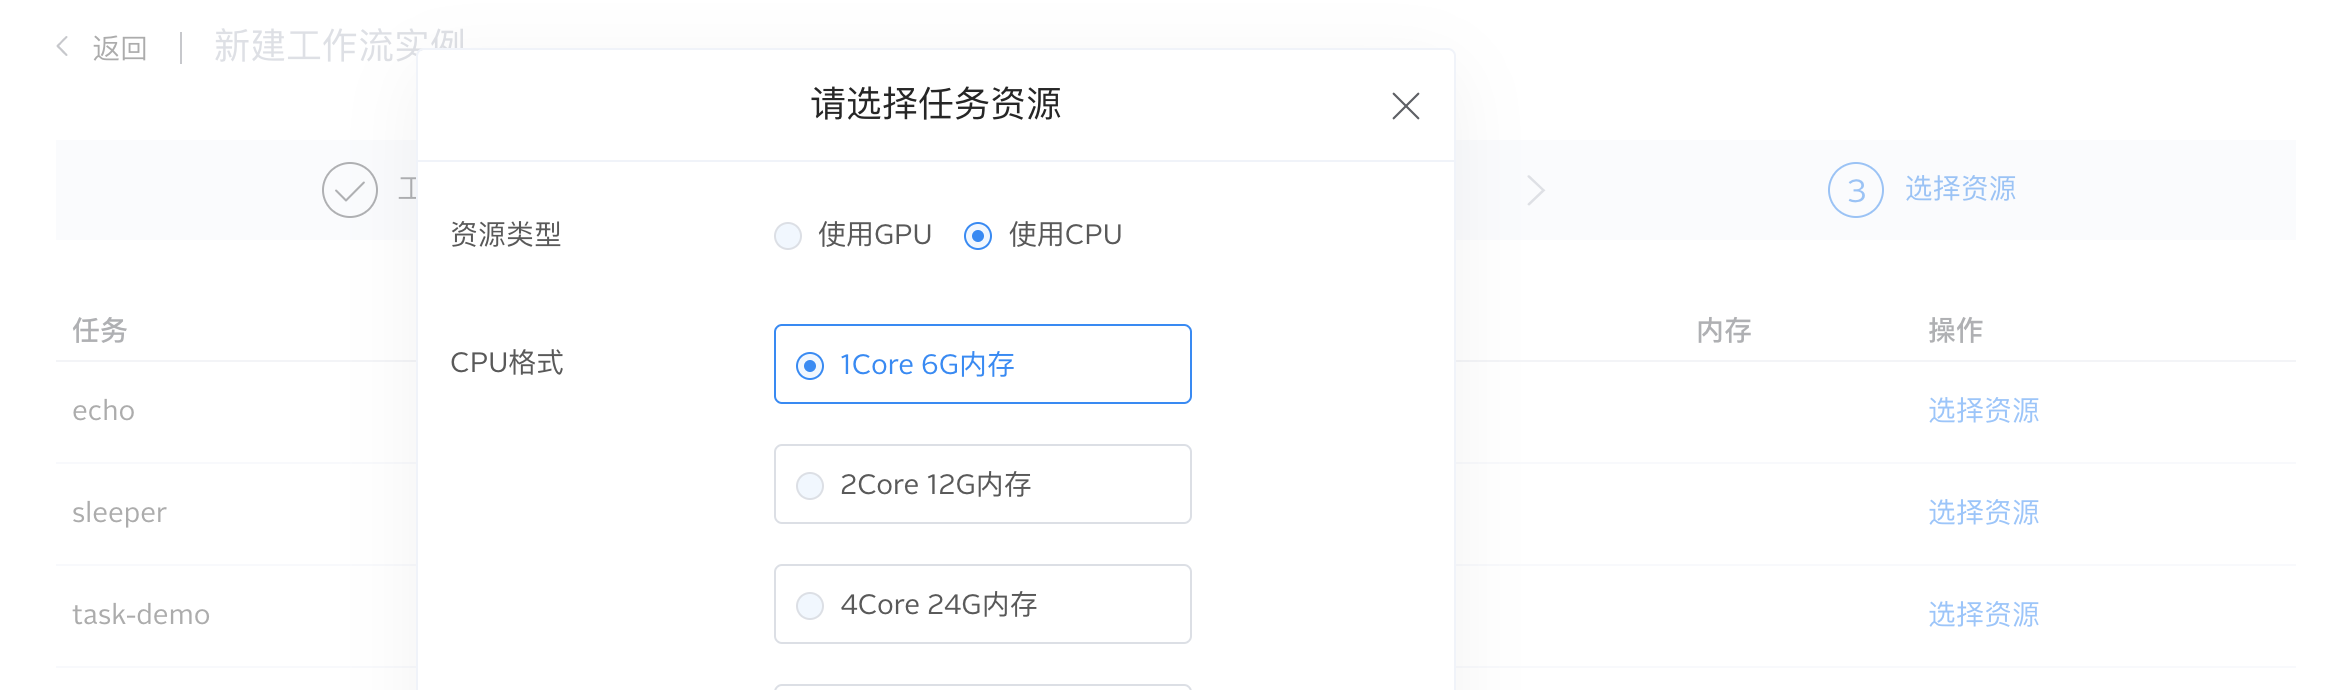 返回
新建工作流实例
请选择任务资源
工
3 选择资源
资源类型
使用GPU
使用CPU
任务
内存
操作
CPU格式
1Core 6G内存
echo
选择资源
2Core 12G内存
sleeper
选择资源
4Core 24G内存
task-demo
选择资源